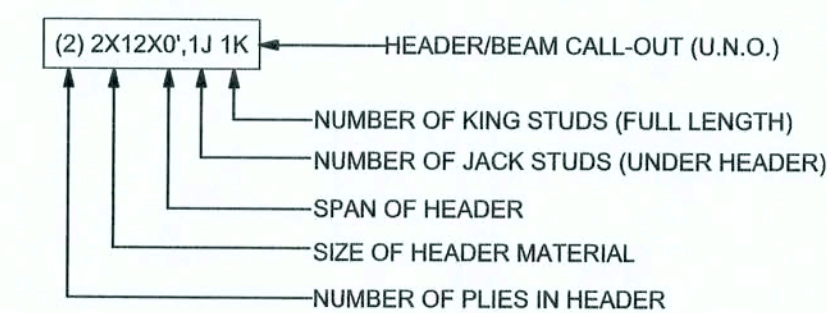 (2) 2X12X0',1J 1K HEADER/BEAM CALL-OUT (U.N.O.)
NUMBER OF KING STUDS (FULL LENGTH)
NUMBER OF JACK STUDS (UNDER HEADER)
SPAN OF HEADER
SIZE OF HEADER MATERIAL
NUMBER OF PLIES IN HEADER